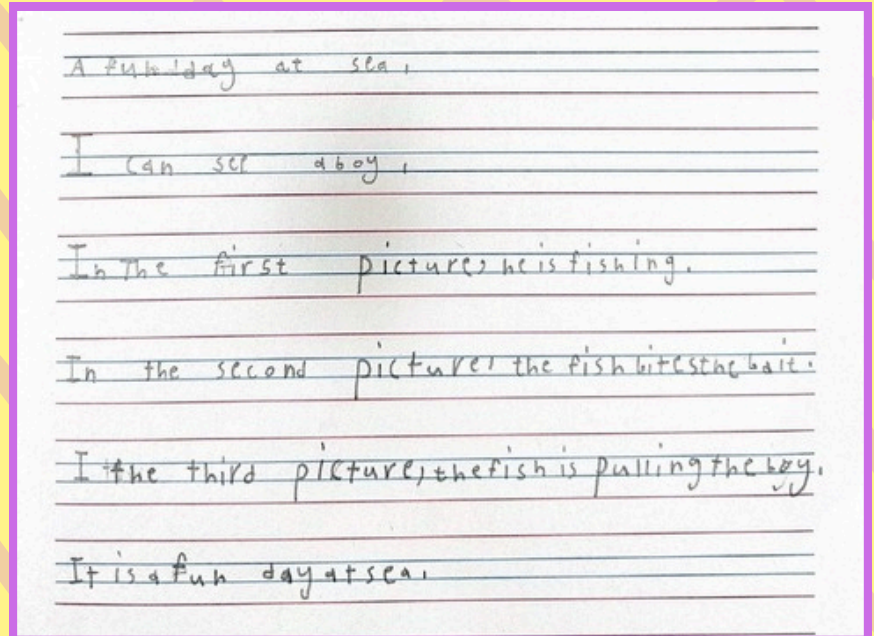 A fun day at sea.
I can see a boy.
In The first picture, he is fishing.
In the second picture, the fish bites the bait.
I the third picture, the fish is pulling the boy.
It is a fun day at sea.